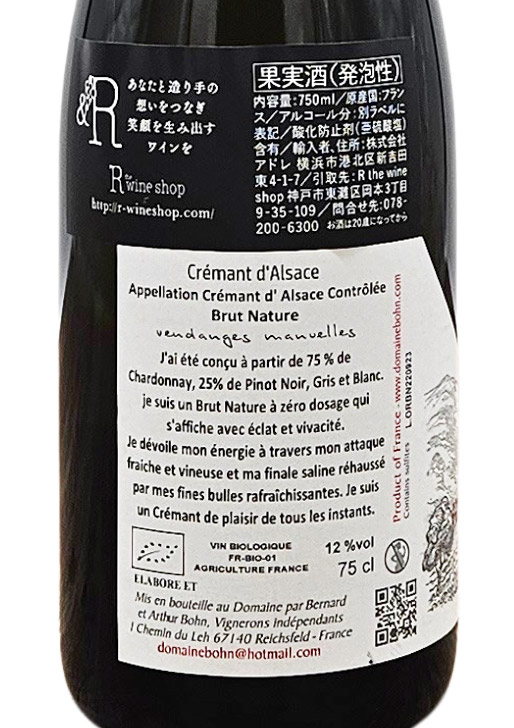 &R
あなたと造り手の
想いをつなぎ
笑顔を生み出す
ワインを
R the wine shop
http://r-wineshop.com/
果実酒(発泡性)
内容量:750ml/原産国:フラン
ス/アルコール分:別ラベルに
表記/酸化防止剤(亜硫酸塩)
含有/輸入者、住所:株式会社
アドレ 横浜市港北区新吉田
東4-1-7/引取先:R the wine
shop 神戸市東灘区岡本3丁目
9-35-109/問合せ先:078-
200-6300 お酒は20歳になってから
Crémant d'Alsace
Appellation Crémant d' Alsace Contrôlée
Brut Nature
vendanges manuelles
J'ai été conçu à partir de 75 % de
Chardonnay, 25% de Pinot Noir, Gris et Blanc.
je suis un Brut Nature à zéro dosage qui
s'affiche avec éclat et vivacité.
Je dévoile mon énergie à travers mon attaque
fraiche et vineuse et ma finale saline réhaussé
par mes fines bulles rafraîchissantes. Je suis
un Crémant de plaisir de tous les instants.
VIN BIOLOGIQUE
FR-BIO-01
AGRICULTURE FRANCE
12 %vol
75 cl
ELABORE ET
Mis en bouteille au Domaine par Bernard
et Arthur Bohn, Vignerons indépendants
1 Chemin du Leh 67140 Reichsfeld - France
domainebohn@hotmail.com
Product of France - www.domainebohn.com
Contains sulfites L.ORBN220923